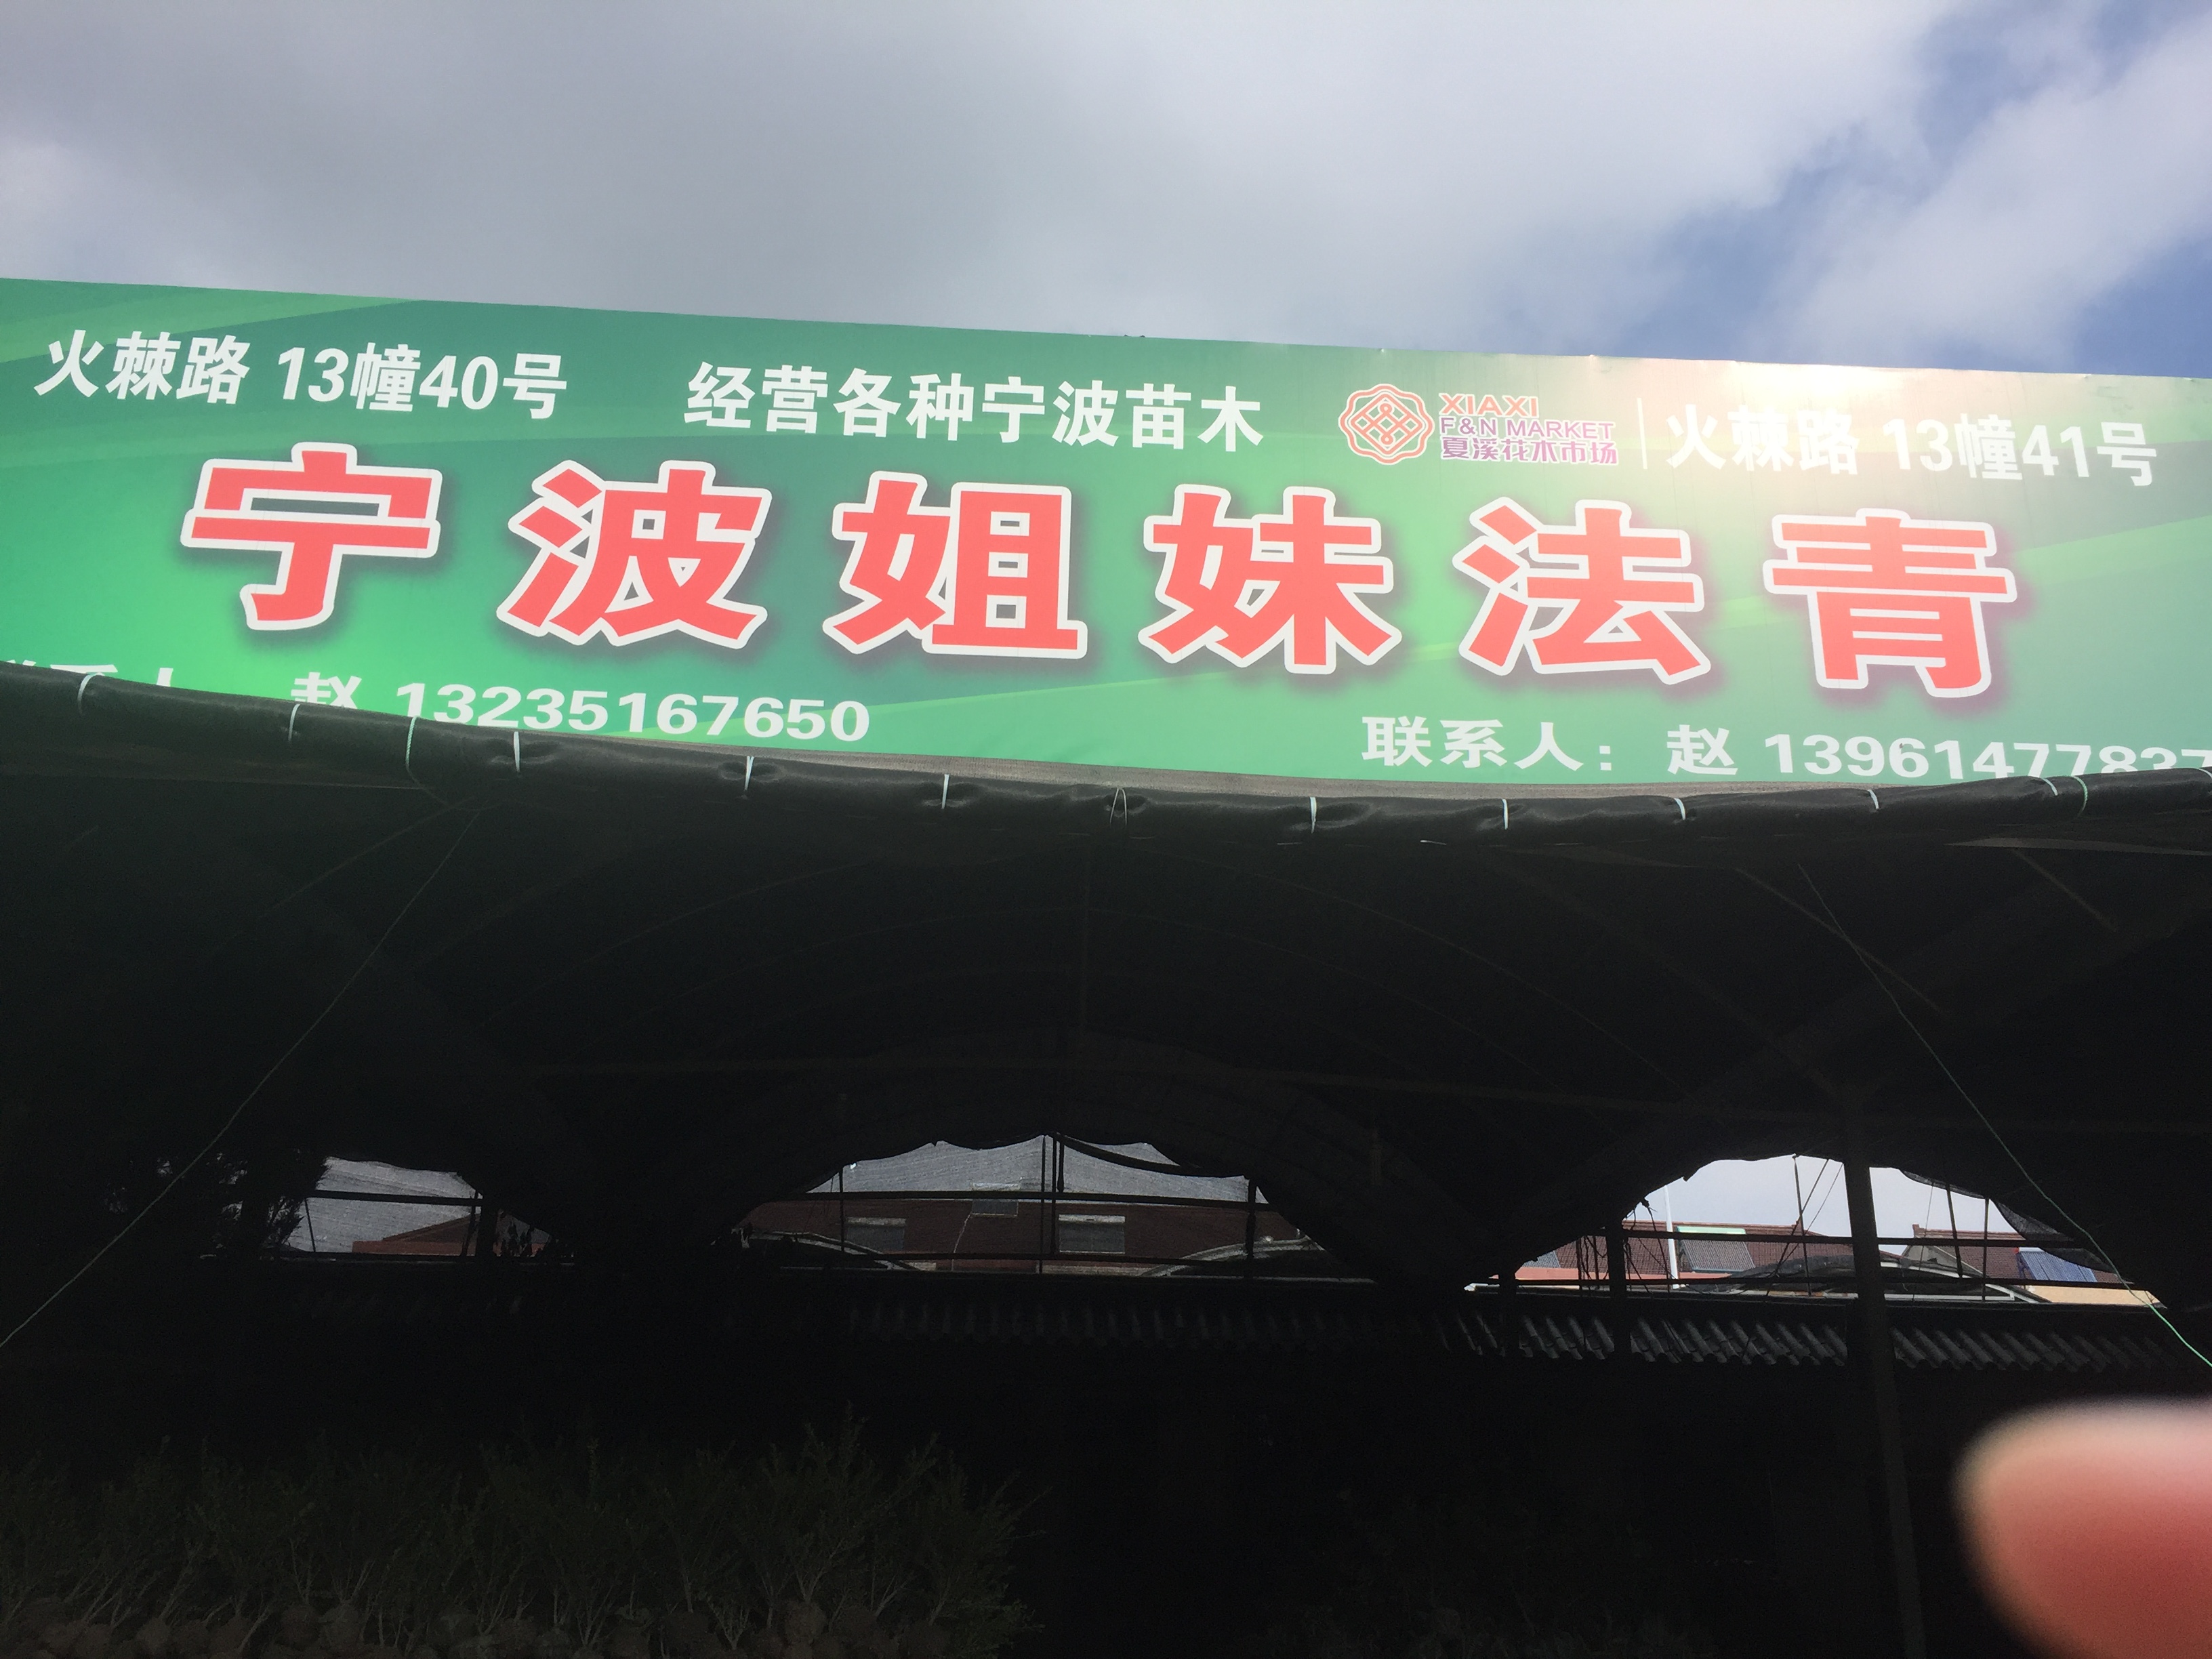 火棘路 13幢40号
经营各种宁波苗木
XIAXI
F&N MARKET
夏溪花木市场
火棘路 13幢41号
宁波姐妹法青
赵 13235167650
联系人：赵 13961477837